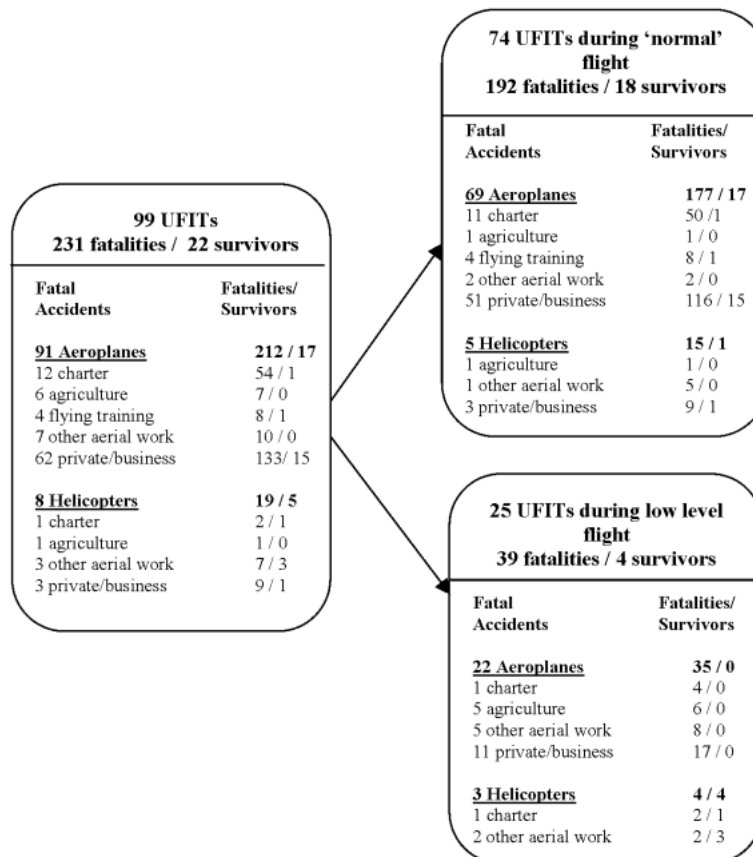 99 UFITs
231 fatalities / 22 survivors
Fatal Fatalities/
Accidents Survivors
91 Aeroplanes 212 / 17
12 charter 54 / 1
6 agriculture 7 / 0
4 flying training 8 / 1
7 other aerial work 10 / 0
62 private/business 133/ 15
8 Helicopters 19 / 5
1 charter 2 / 1
1 agriculture 1 / 0
3 other aerial work 7 / 3
3 private/business 9 / 1
74 UFITs during ‘normal’
flight
192 fatalities / 18 survivors
Fatal Fatalities/
Accidents Survivors
69 Aeroplanes 177 / 17
11 charter 50 /1
1 agriculture 1 / 0
4 flying training 8 / 1
2 other aerial work 2 / 0
51 private/business 116 / 15
5 Helicopters 15 / 1
1 agriculture 1 / 0
1 other aerial work 5 / 0
3 private/business 9 / 1
25 UFITs during low level
flight
39 fatalities / 4 survivors
Fatal Fatalities/
Accidents Survivors
22 Aeroplanes 35 / 0
1 charter 4 / 0
5 agriculture 6 / 0
5 other aerial work 8 / 0
11 private/business 17 / 0
3 Helicopters 4 / 4
1 charter 2 / 1
2 other aerial work 2 / 3